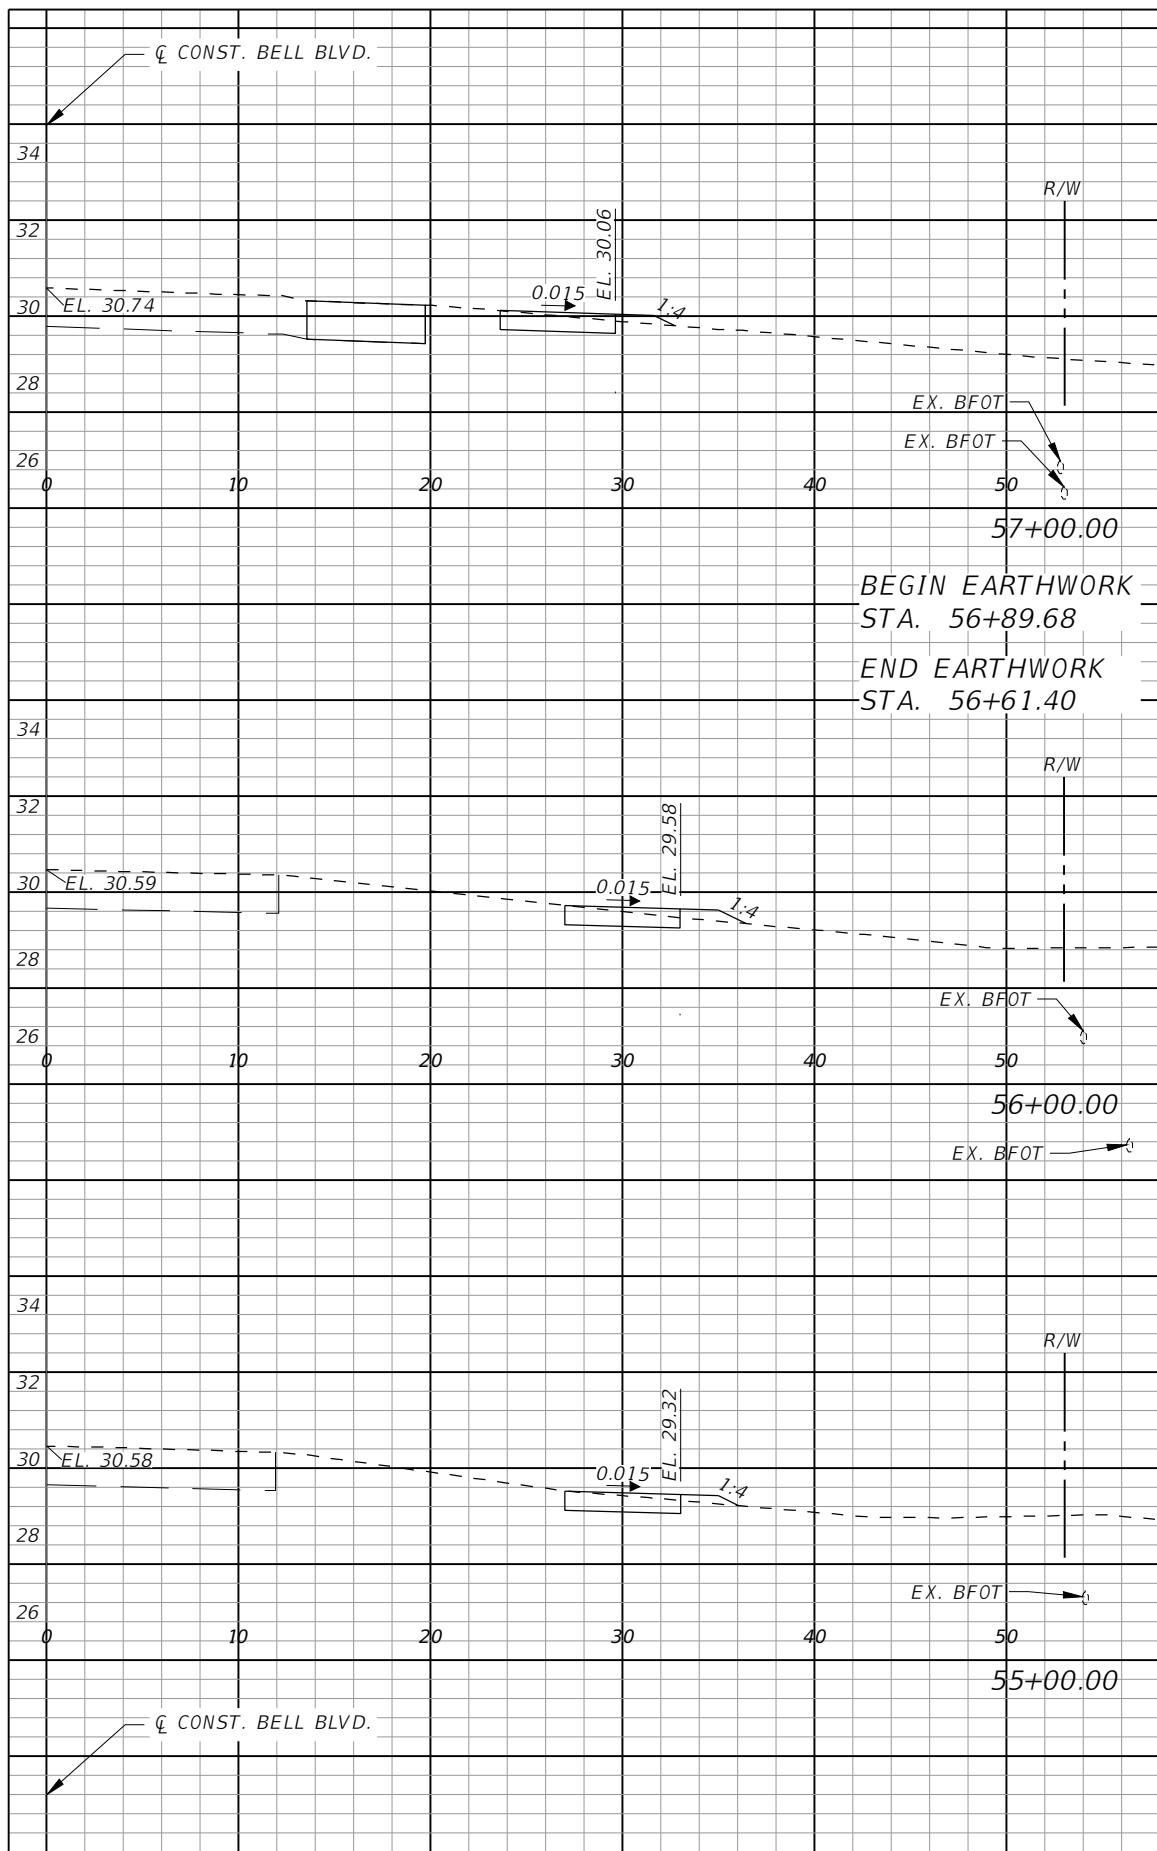 ℄ CONST. BELL BLVD.
34
R/W
32
EL. 30.06
0.015
1:4
30
EL. 30.74
28
EX. BFOT
EX. BFOT
26
0 10 20 30 40 50
57+00.00
BEGIN EARTHWORK
STA. 56+89.68
END EARTHWORK
STA. 56+61.40
34
R/W
32
EL. 29.58
30
EL. 30.59
0.015
1:4
28
EX. BFOT
26
0 10 20 30 40 50
56+00.00
EX. BFOT
34
R/W
32
EL. 29.32
30
EL. 30.58
0.015
1:4
28
EX. BFOT
26
0 10 20 30 40 50
55+00.00
℄ CONST. BELL BLVD.